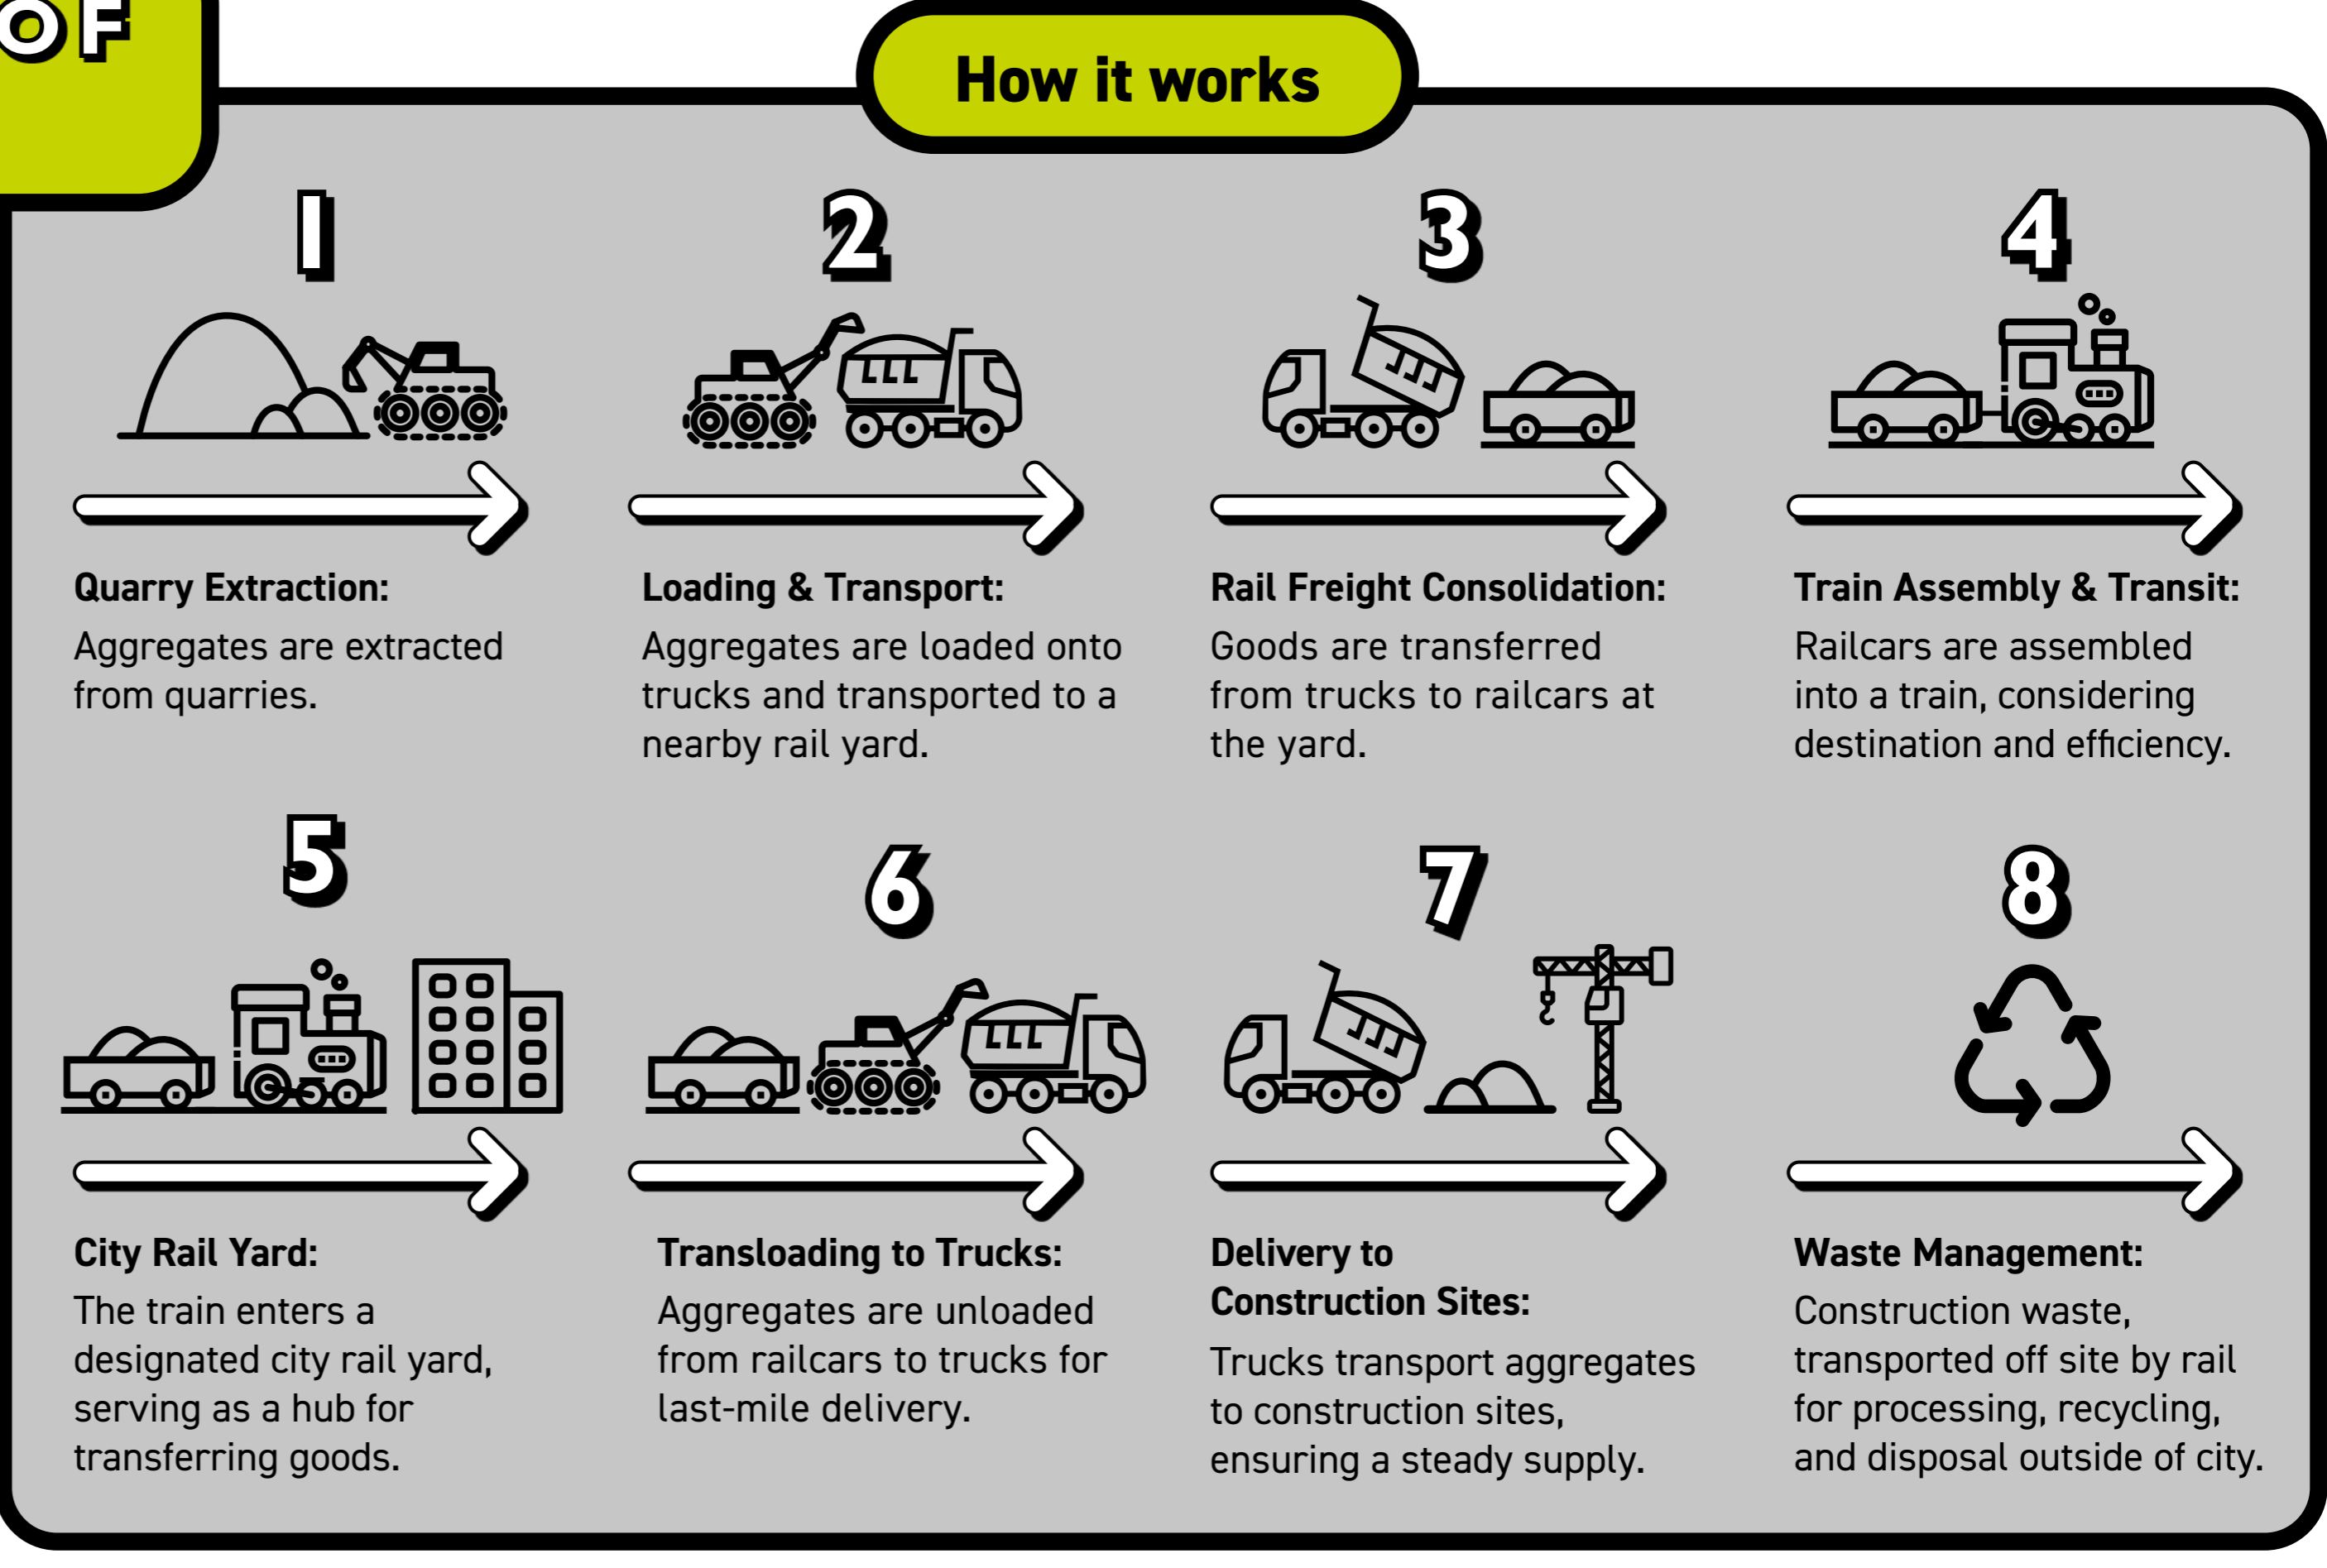 OF
How it works
1
2
3
4
Quarry Extraction:
Aggregates are extracted
from quarries.
Loading & Transport:
Aggregates are loaded onto
trucks and transported to a
nearby rail yard.
Rail Freight Consolidation:
Goods are transferred
from trucks to railcars at
the yard.
Train Assembly & Transit:
Railcars are assembled
into a train, considering
destination and efficiency.
5
6
7
8
City Rail Yard:
The train enters a
designated city rail yard,
serving as a hub for
transferring goods.
Transloading to Trucks:
Aggregates are unloaded
from railcars to trucks for
last-mile delivery.
Delivery to
Construction Sites:
Trucks transport aggregates
to construction sites,
ensuring a steady supply.
Waste Management:
Construction waste,
transported off site by rail
for processing, recycling,
and disposal outside of city.